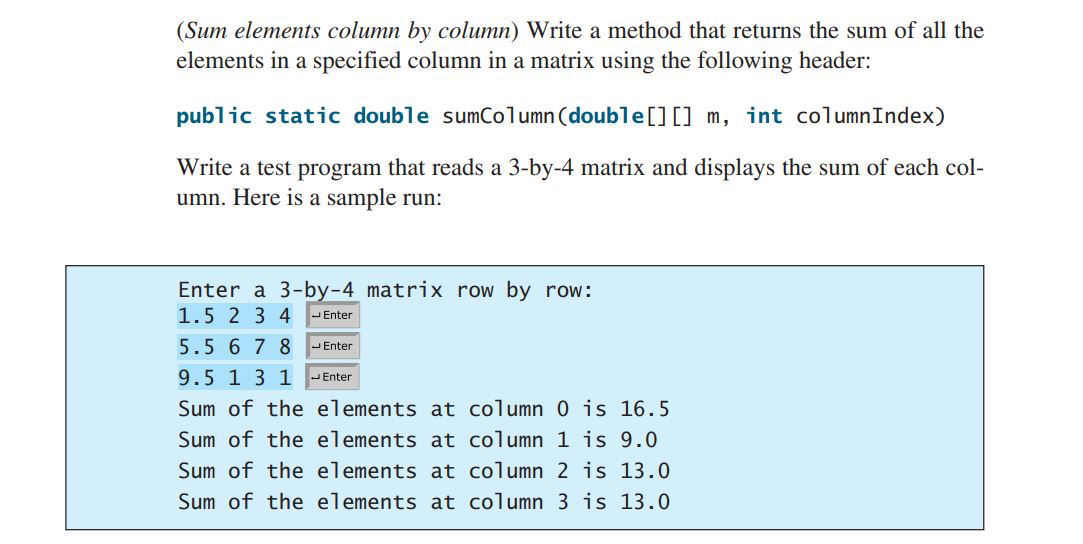 (Sum elements column by column) Write a method that returns the sum of all the
elements in a specified column in a matrix using the following header:
public static double sumColumn(double[][] m, int columnIndex)
Write a test program that reads a 3-by-4 matrix and displays the sum of each col-
umn. Here is a sample run:
Enter a 3-by-4 matrix row by row:
1.5 2 3 4 ↵Enter
5.5 6 7 8 ↵Enter
9.5 1 3 1 ↵Enter
Sum of the elements at column 0 is 16.5
Sum of the elements at column 1 is 9.0
Sum of the elements at column 2 is 13.0
Sum of the elements at column 3 is 13.0